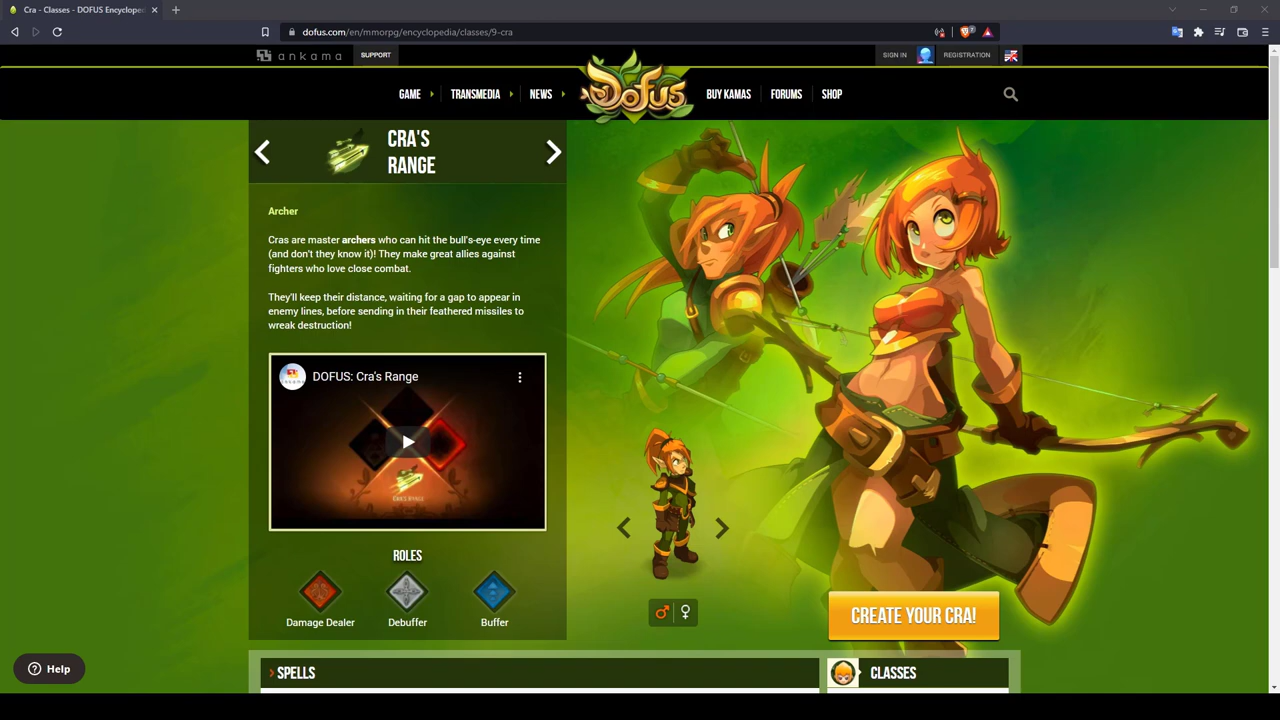 Cra - Classes - DOFUS Encyclope
dofus.com/en/mmorpg/encyclopedia/classes/9-cra
ankama
SUPPORT
SIGN IN
REGISTRATION
GAME
TRANSMEDIA
NEWS
DOFUS
BUY KAMAS
FORUMS
SHOP
CRA'S
RANGE
Archer
Cras are master archers who can hit the bull's-eye every time
(and don't they know it)! They make great allies against
fighters who love close combat.
They'll keep their distance, waiting for a gap to appear in
enemy lines, before sending in their feathered missiles to
wreak destruction!
DOFUS: Cra's Range
CRA'S RANGE
ROLES
Damage Dealer
Debuffer
Buffer
CREATE YOUR CRA!
Help
SPELLS
CLASSES